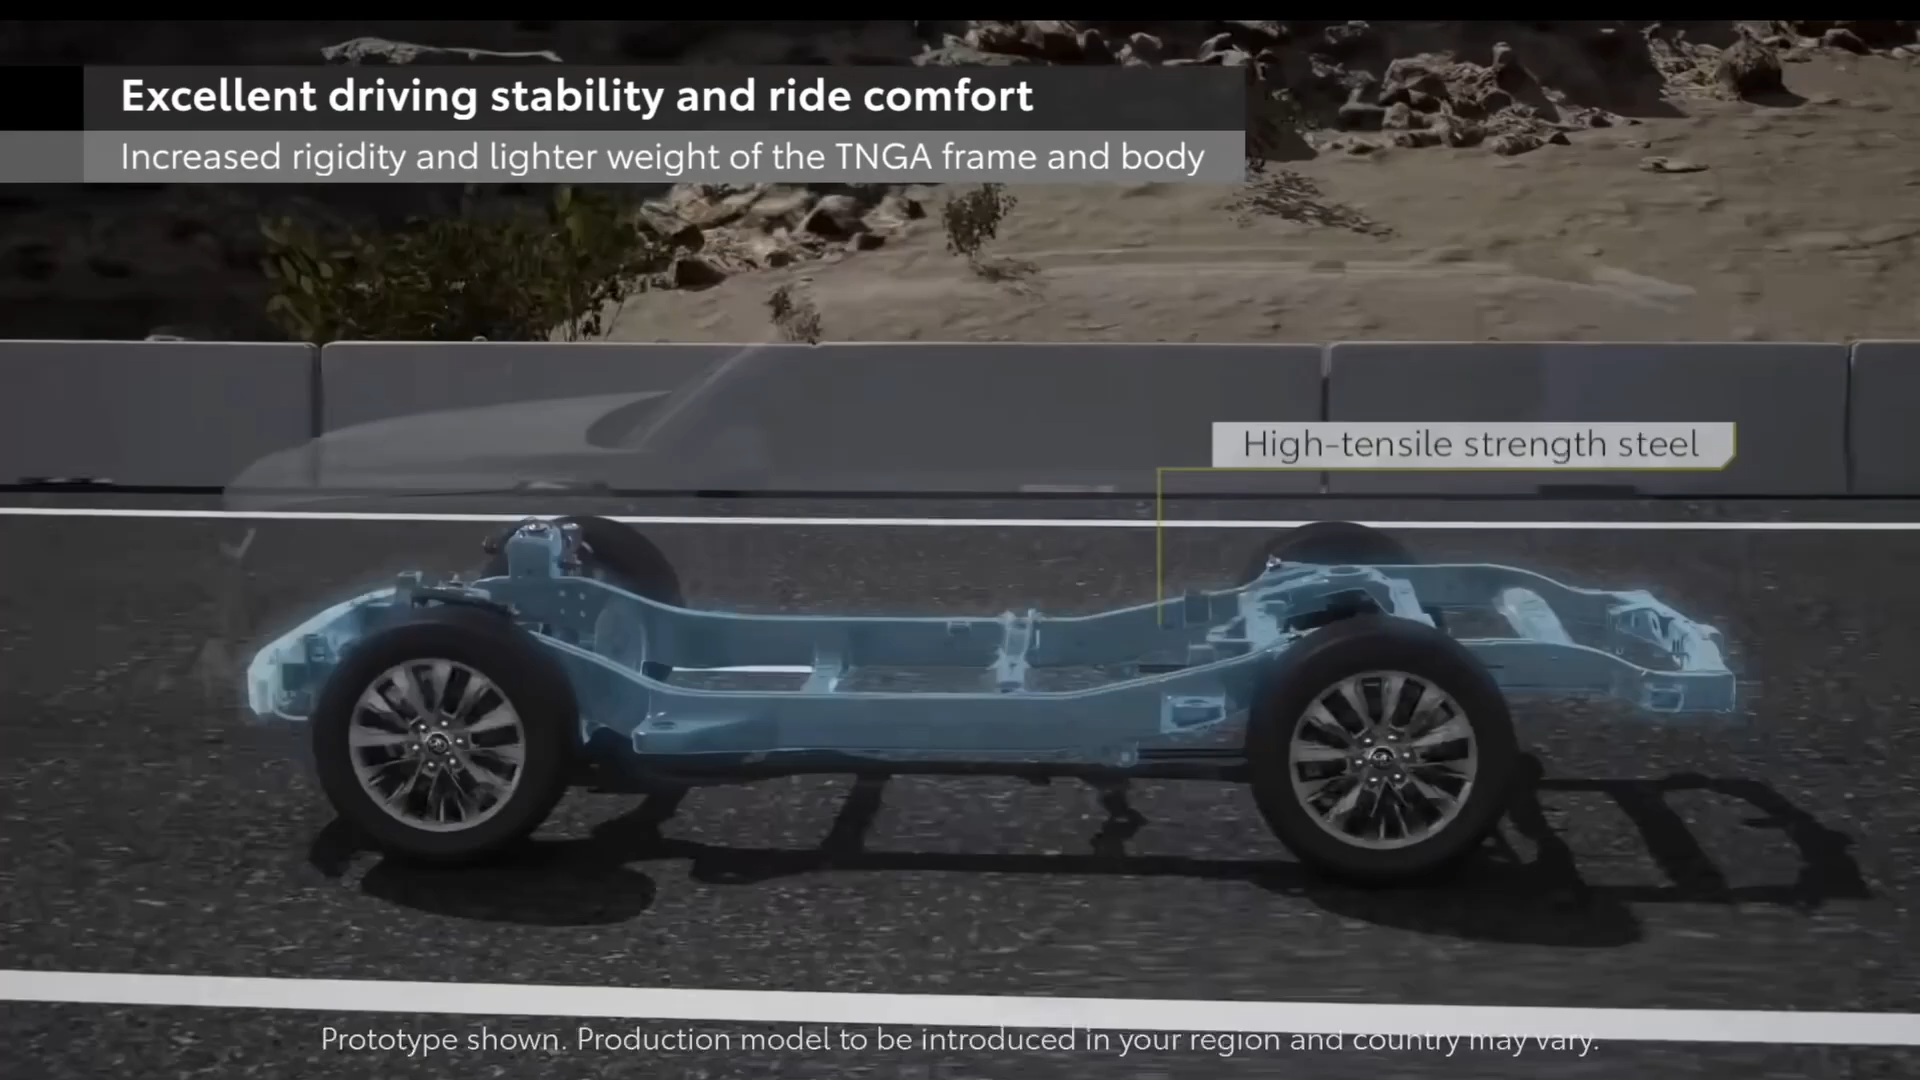 Excellent driving stability and ride comfort
Increased rigidity and lighter weight of the TNGA frame and body
High-tensile strength steel
Prototype shown. Production model to be introduced in your region and country may vary.